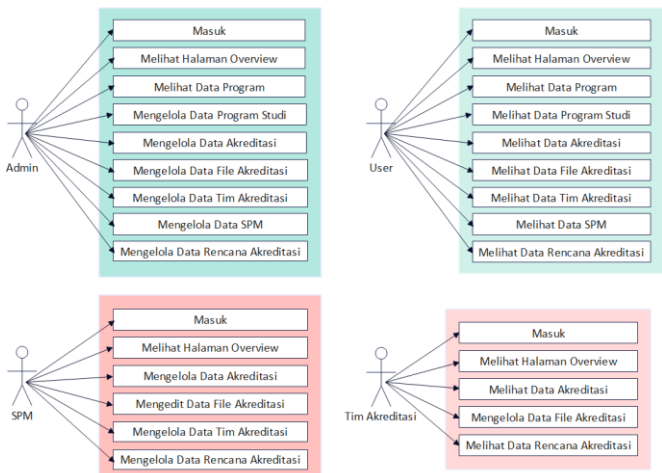 Masuk
Melihat Halaman Overview
Melihat Data Program
Mengelola Data Program Studi
Mengelola Data Akreditasi
Mengelola Data File Akreditasi
Mengelola Data Tim Akreditasi
Mengelola Data SPM
Mengelola Data Rencana Akreditasi
Admin
Masuk
Melihat Halaman Overview
Melihat Data Program
Melihat Data Program Studi
Melihat Data Akreditasi
Melihat Data File Akreditasi
Melihat Data Tim Akreditasi
Melihat Data SPM
Melihat Data Rencana Akreditasi
User
Masuk
Melihat Halaman Overview
Mengelola Data Akreditasi
Mengedit Data File Akreditasi
Mengelola Data Tim Akreditasi
Mengelola Data Rencana Akreditasi
SPM
Masuk
Melihat Halaman Overview
Melihat Data Akreditasi
Mengelola Data File Akreditasi
Melihat Data Rencana Akreditasi
Tim Akreditasi